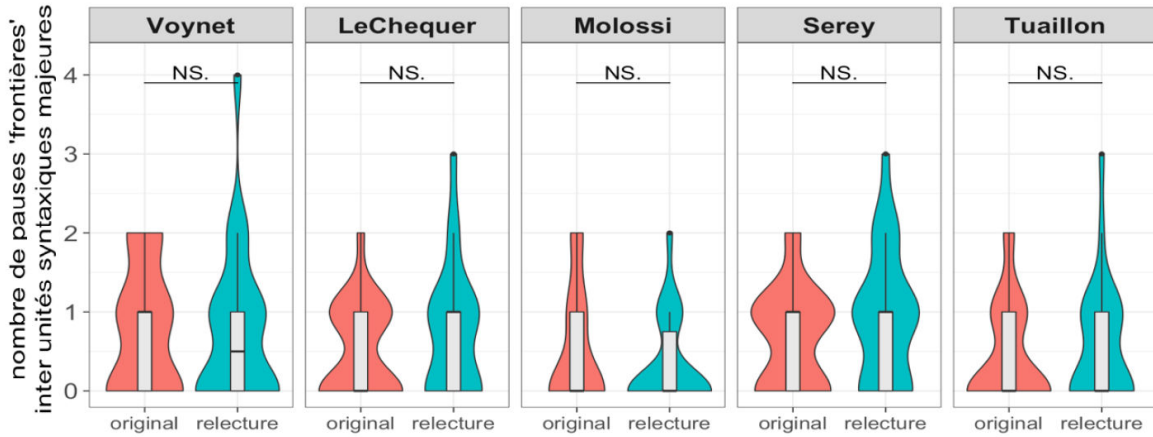 Voynet LeChequer Molossi Serey Tuaillon
nombre de pauses 'frontières'
inter unités syntaxiques majeures
4
3
2
1
0
NS. NS. NS. NS. NS.
original relecture original relecture original relecture original relecture original relecture